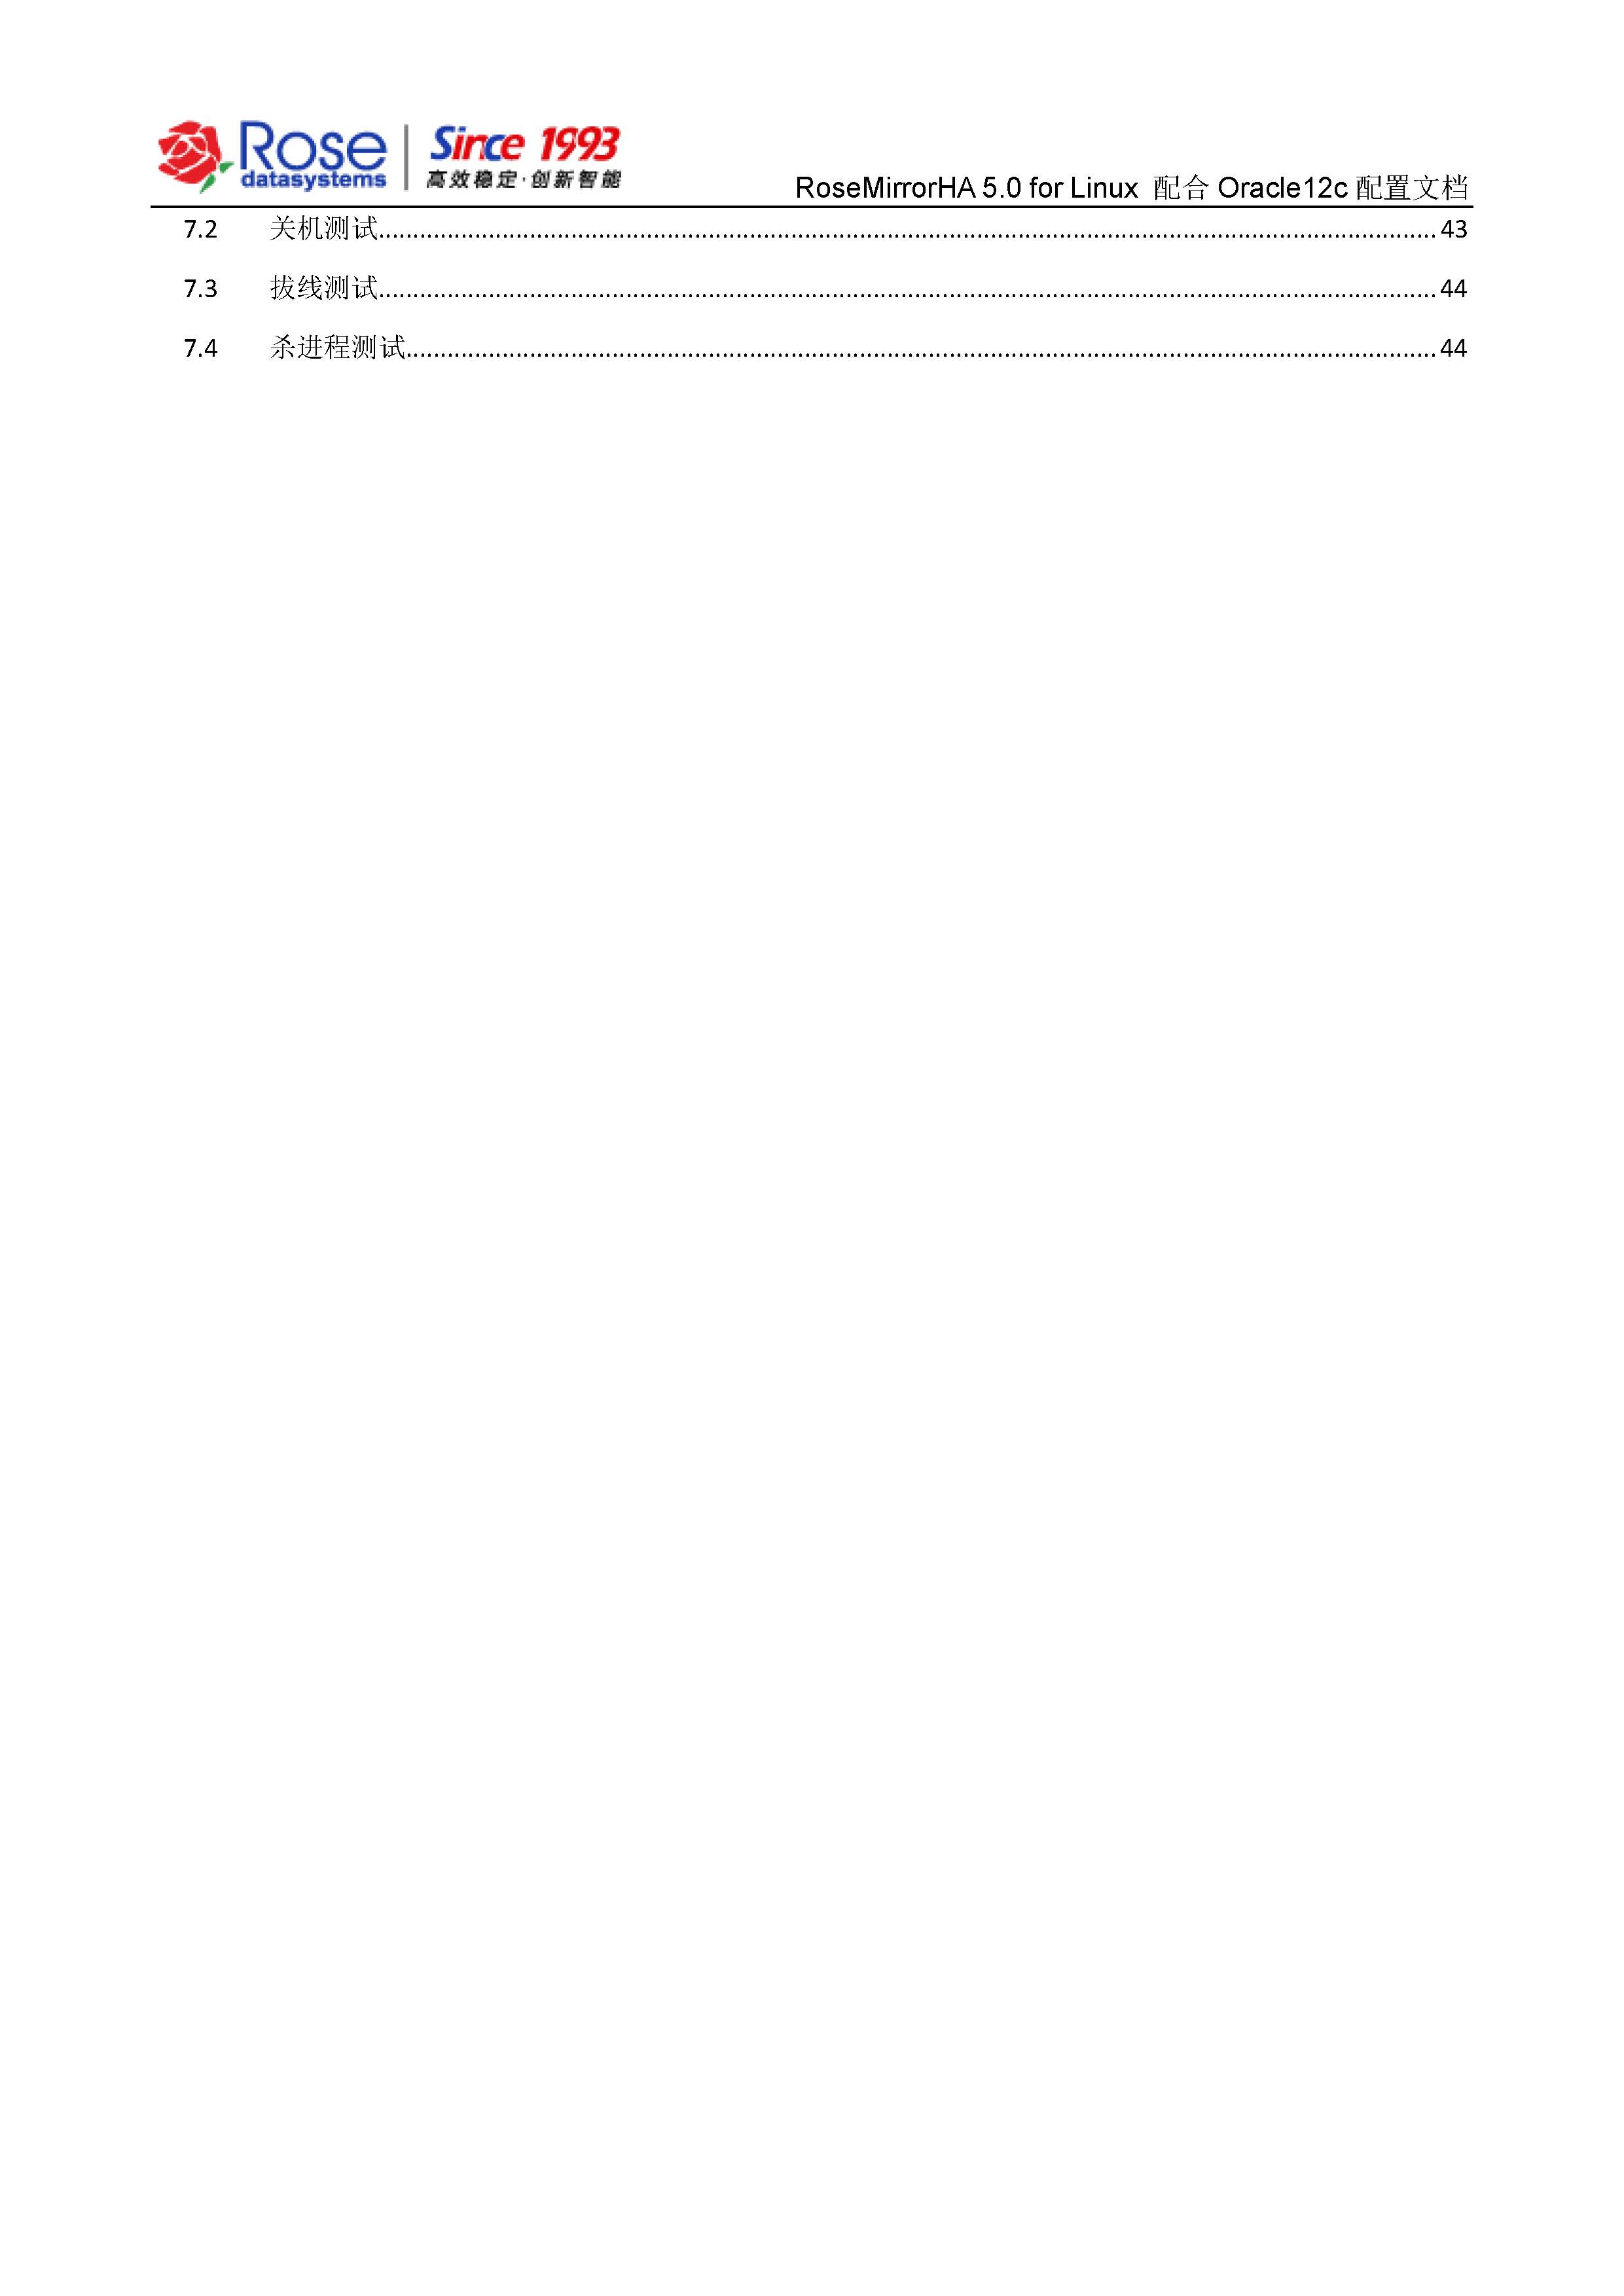 Rose
datasystems
Since 1993
高效稳定·创新智能
RoseMirrorHA 5.0 for Linux 配合 Oracle12c 配置文档
7.2 关机测试........................................................................43
7.3 拔线测试........................................................................44
7.4 杀进程测试........................................................................44